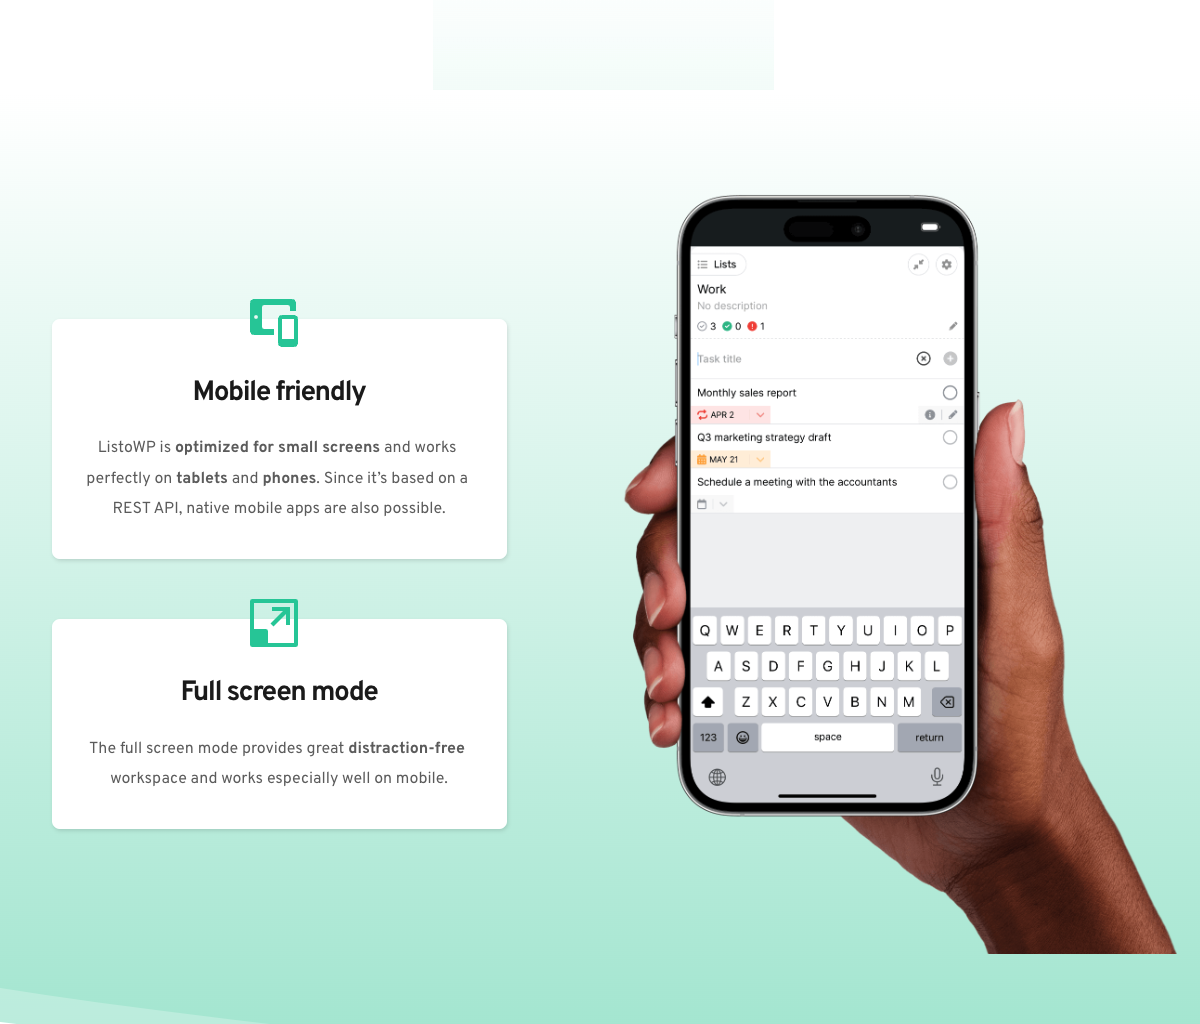 Mobile friendly
ListoWP is optimized for small screens and works
perfectly on tablets and phones. Since it’s based on a
REST API, native mobile apps are also possible.
Full screen mode
The full screen mode provides great distraction-free
workspace and works especially well on mobile.
Lists
Work
No description
3 0 1
Task title
Monthly sales report
APR 2
Q3 marketing strategy draft
MAY 21
Schedule a meeting with the accountants
Q W E R T Y U I O P
A S D F G H J K L
Z X C V B N M
123 space return